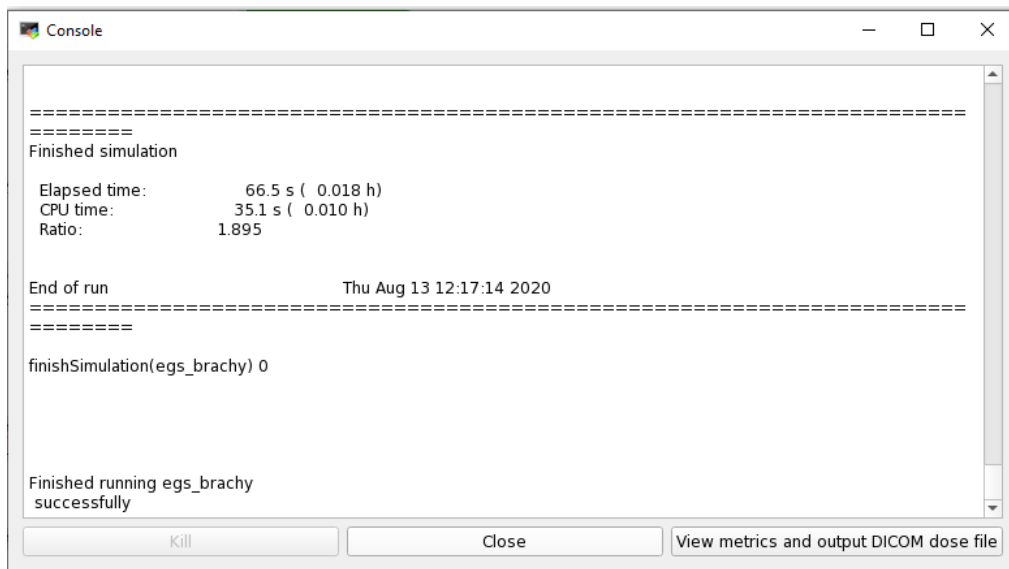 Console
========================================================================
========
Finished simulation
Elapsed time: 66.5 s ( 0.018 h)
CPU time: 35.1 s ( 0.010 h)
Ratio: 1.895
End of run Thu Aug 13 12:17:14 2020
========================================================================
========
finishSimulation(egs_brachy) 0
Finished running egs_brachy
successfully
Kill Close View metrics and output DICOM dose file